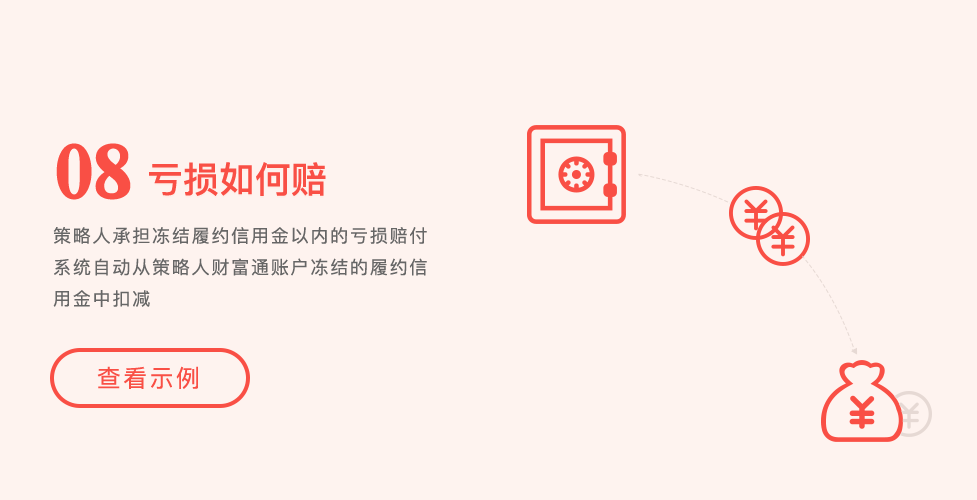 08 亏损如何赔
策略人承担冻结履约信用金以内的亏损赔付
系统自动从策略人财富通账户冻结的履约信
用金中扣减
查看示例
¥
¥
¥
¥